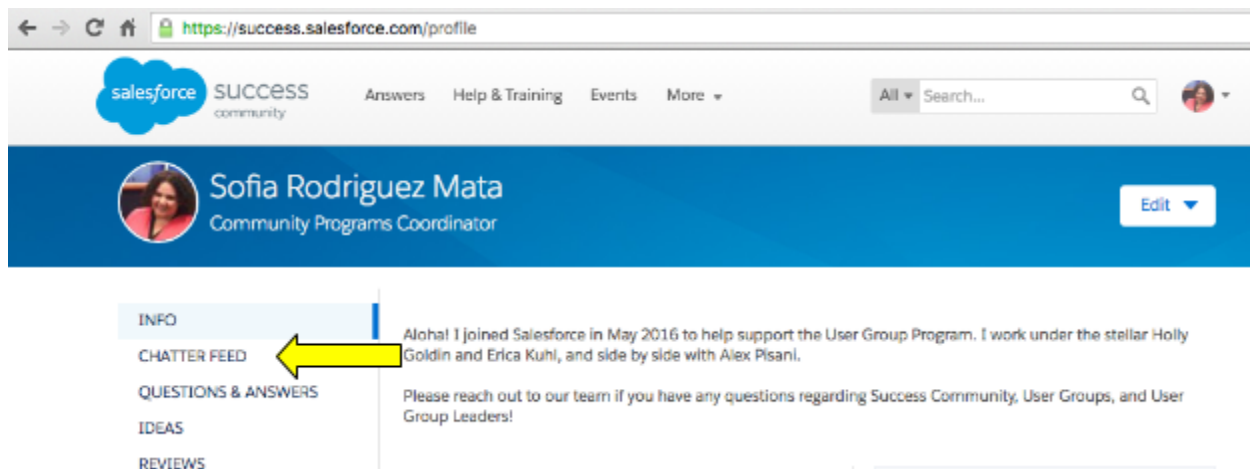 https://success.salesforce.com/profile
salesforce success community
Answers Help & Training Events More
All Search...
Sofia Rodriguez Mata
Community Programs Coordinator
Edit
INFO
CHATTER FEED
QUESTIONS & ANSWERS
IDEAS
REVIEWS
Aloha! I joined Salesforce in May 2016 to help support the User Group Program. I work under the stellar Holly
Goldin and Erica Kuhl, and side by side with Alex Pisani.
Please reach out to our team if you have any questions regarding Success Community, User Groups, and User
Group Leaders!